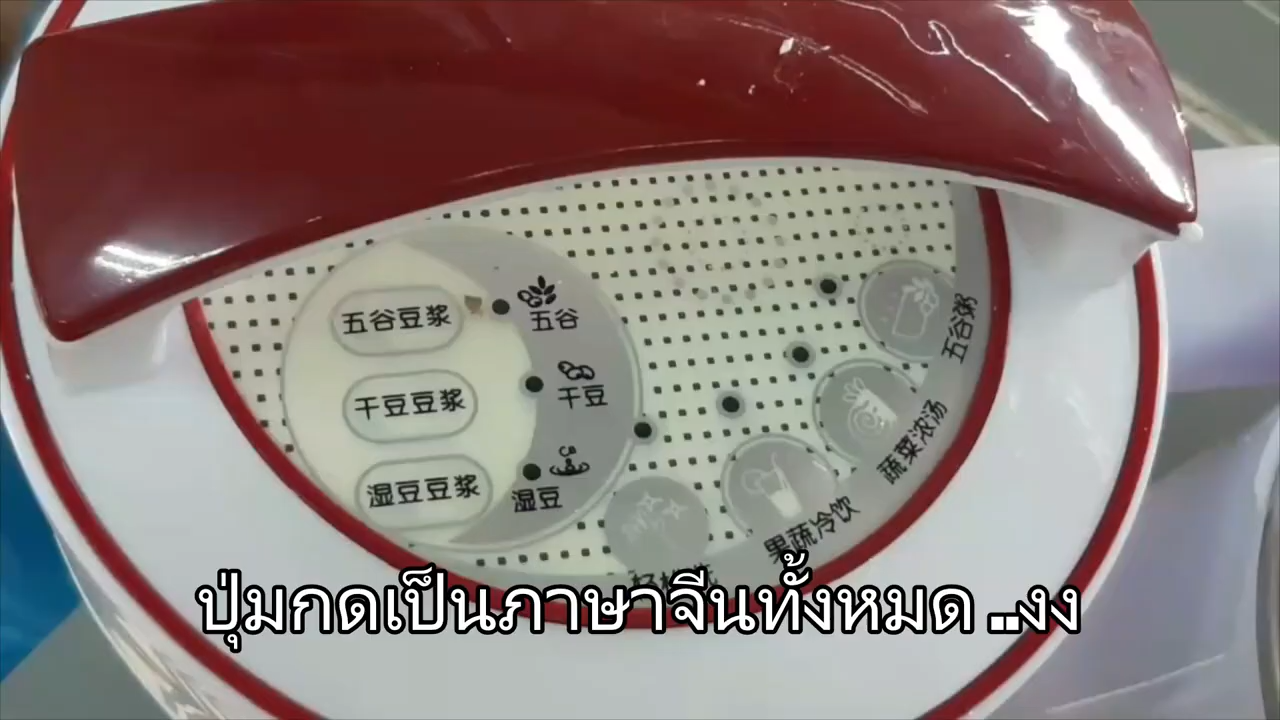 五谷豆浆
五谷
干豆豆浆
干豆
湿豆豆浆
湿豆
五谷粥
蔬菜浓汤
果蔬冷饮
ปุ่มกดเป็นภาษาจีนทั้งหมด ..งง